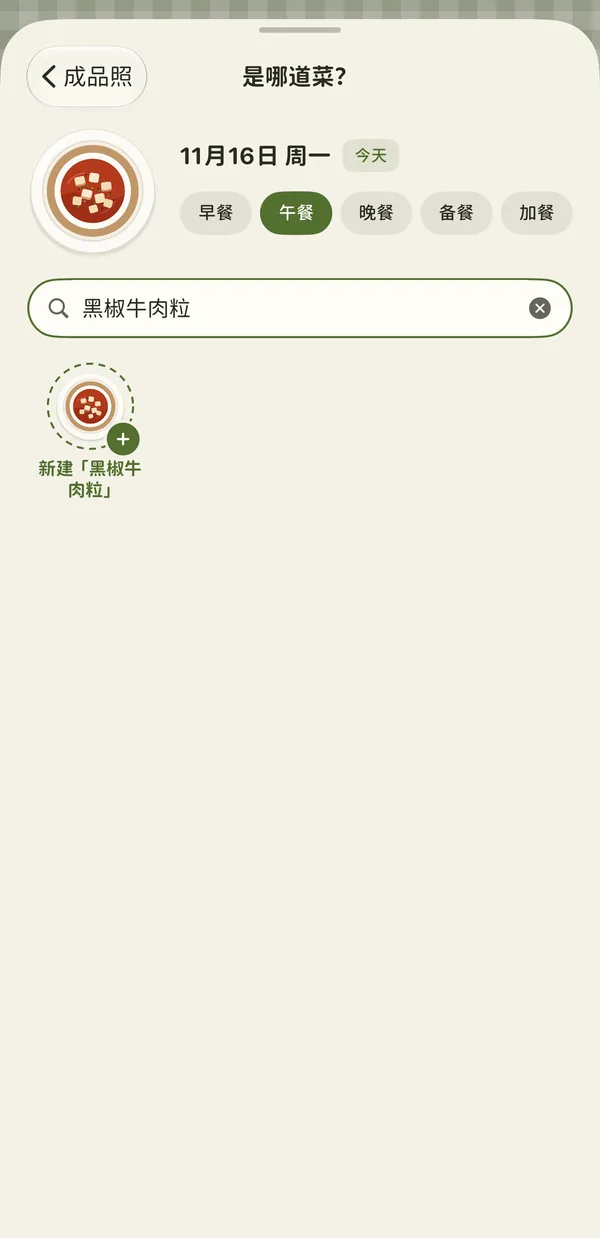 成品照
是哪道菜？
11月16日 周一 今天
早餐 午餐 晚餐 备餐 加餐
黑椒牛肉粒
新建「黑椒牛
肉粒」